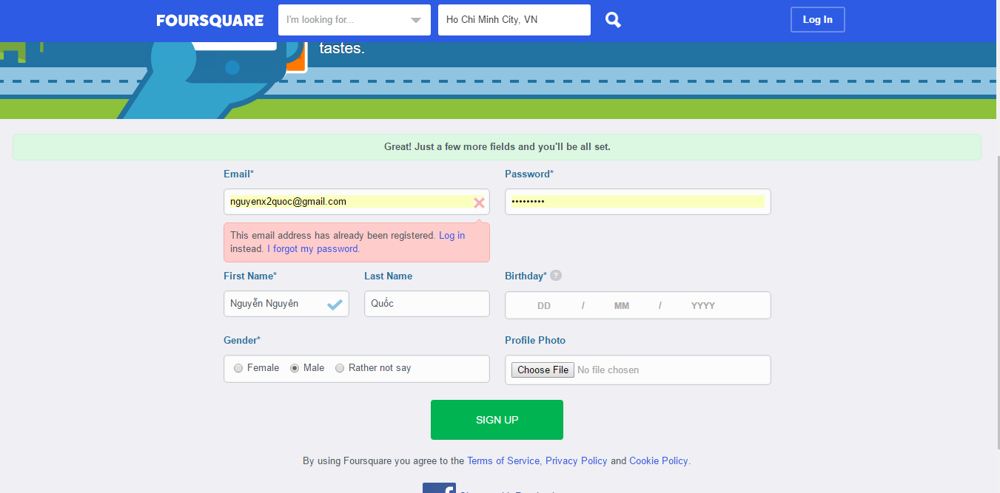 FOURSQUARE I'm looking for... Ho Chi Minh City, VN Log In
tastes.
Great! Just a few more fields and you'll be all set.
Email* Password*
nguyenx2quoc@gmail.com •••••••••
This email address has already been registered. Log in
instead. I forgot my password.
First Name* Last Name Birthday* ?
Nguyễn Nguyên Quốc DD / MM / YYYY
Gender* Profile Photo
Female Male Rather not say Choose File No file chosen
SIGN UP
By using Foursquare you agree to the Terms of Service, Privacy Policy and Cookie Policy.